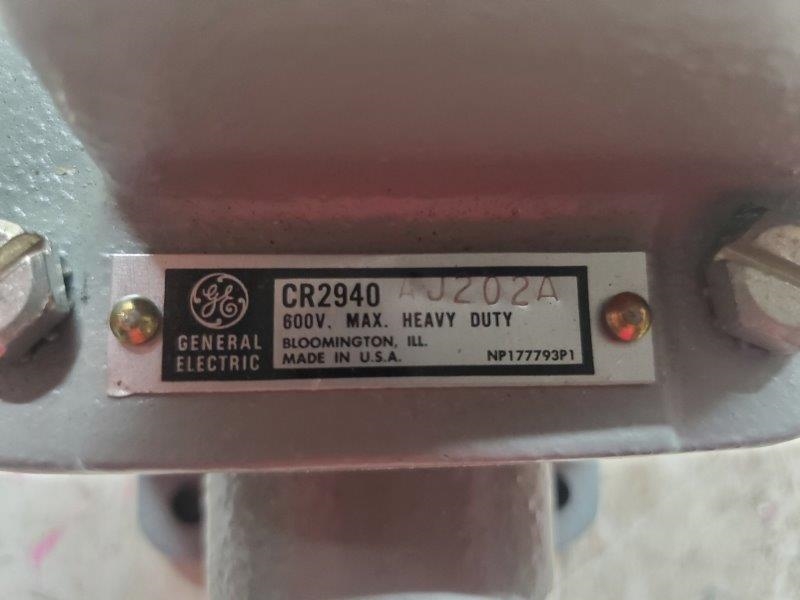 GE
GENERAL
ELECTRIC
CR2940 AJ202A
600V. MAX. HEAVY DUTY
BLOOMINGTON, ILL.
MADE IN U.S.A. NP177793P1